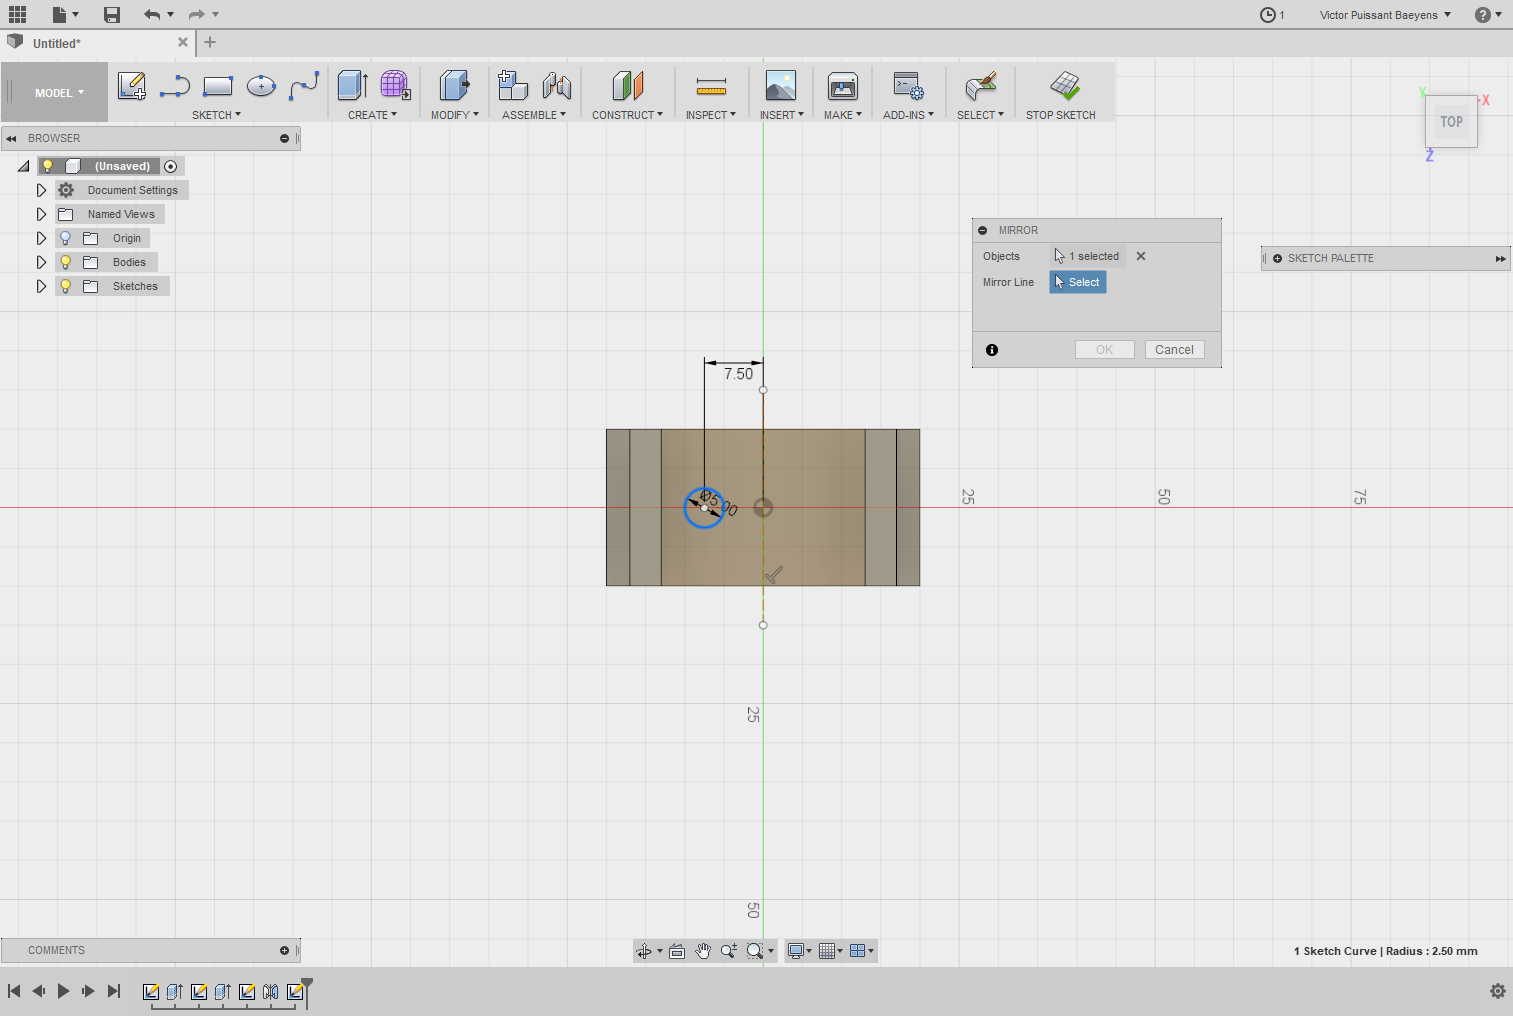 1
Victor Puissant Baeyens
?
Untitled*
MODEL
SKETCH
CREATE
MODIFY
ASSEMBLE
CONSTRUCT
INSPECT
INSERT
MAKE
ADD-INS
SELECT
STOP SKETCH
BROWSER
(Unsaved)
Document Settings
Named Views
Origin
Bodies
Sketches
Y
X
TOP
Z
MIRROR
Objects
1 selected
Mirror Line
Select
OK
Cancel
SKETCH PALETTE
7.50
Ø5.00
25
50
75
25
50
COMMENTS
1 Sketch Curve | Radius : 2.50 mm